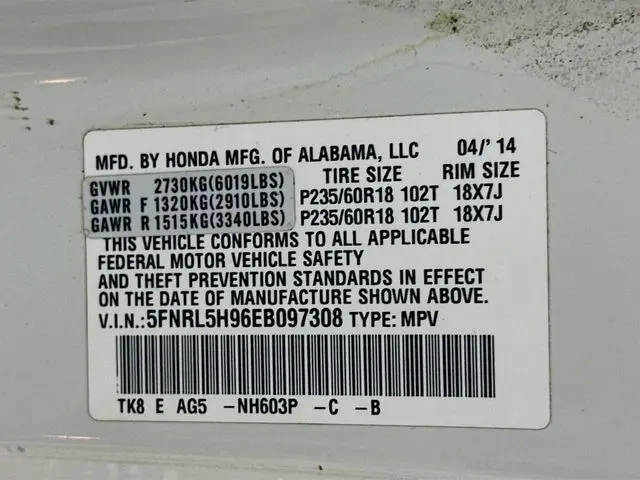 MFD. BY HONDA MFG. OF ALABAMA, LLC 04/' 14
TIRE SIZE RIM SIZE
GVWR 2730KG(6019LBS)
GAWR F 1320KG(2910LBS) P235/60R18 102T 18X7J
GAWR R 1515KG(3340LBS) P235/60R18 102T 18X7J
THIS VEHICLE CONFORMS TO ALL APPLICABLE
FEDERAL MOTOR VEHICLE SAFETY
AND THEFT PREVENTION STANDARDS IN EFFECT
ON THE DATE OF MANUFACTURE SHOWN ABOVE.
V.I.N.:5FNRL5H96EB097308 TYPE: MPV
TK8 E AG5 -NH603P -C -B